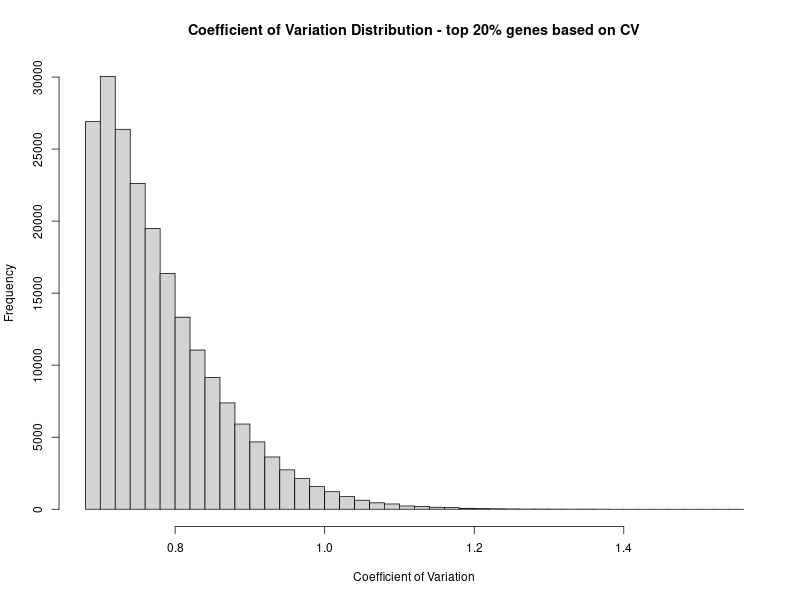 Coefficient of Variation Distribution - top 20% genes based on CV
Frequency
30000
25000
20000
15000
10000
5000
0
0.8 1.0 1.2 1.4
Coefficient of Variation